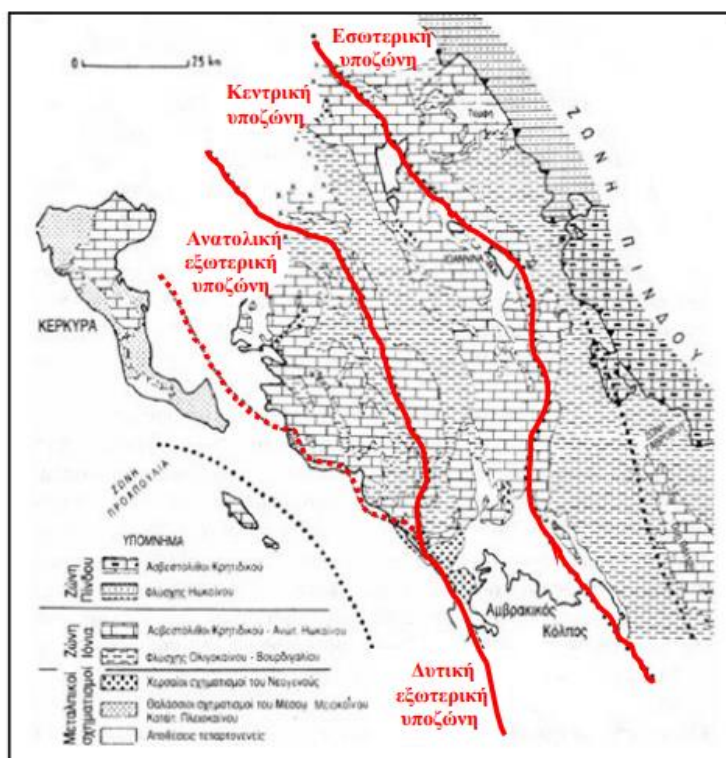 Εσωτερική
υποζώνη
0 25 km
Κεντρική
υποζώνη
Τύμφη
ΖΩΝΗ ΠΙΝΔΟΥ
Ανατολική
εξωτερική
υποζώνη
ΙΩΑΝΝΙΝΑ
ΚΕΡΚΥΡΑ
ΖΩΝΗ
ΠΡΟΑΠΟΥΛΙΑ
ΥΠΟΜΝΗΜΑ
Ζώνη
Πίνδου
Ασβεστόλιθοι Κρητιδικού
Φλύσχης Ηωκαίνου
Ζώνη
Ιόνια
Ασβεστόλιθοι Κρητιδικού - Ανωτ. Ηωκαίνου
Φλύσχης Ολιγοκαίνου - Βουρδιγαλίου
Μεταλπικοί
σχηματισμοί
Χερσαίοι σχηματισμοί του Νεογενούς
Θαλάσσιοι σχηματισμοί του Μέσου Μειοκαίνου
Κατώτ. Πλειοκαίνου
Αποθέσεις τεταρτογενείς
Αμβρακικός
Κόλπος
Δυτική
εξωτερική
υποζώνη